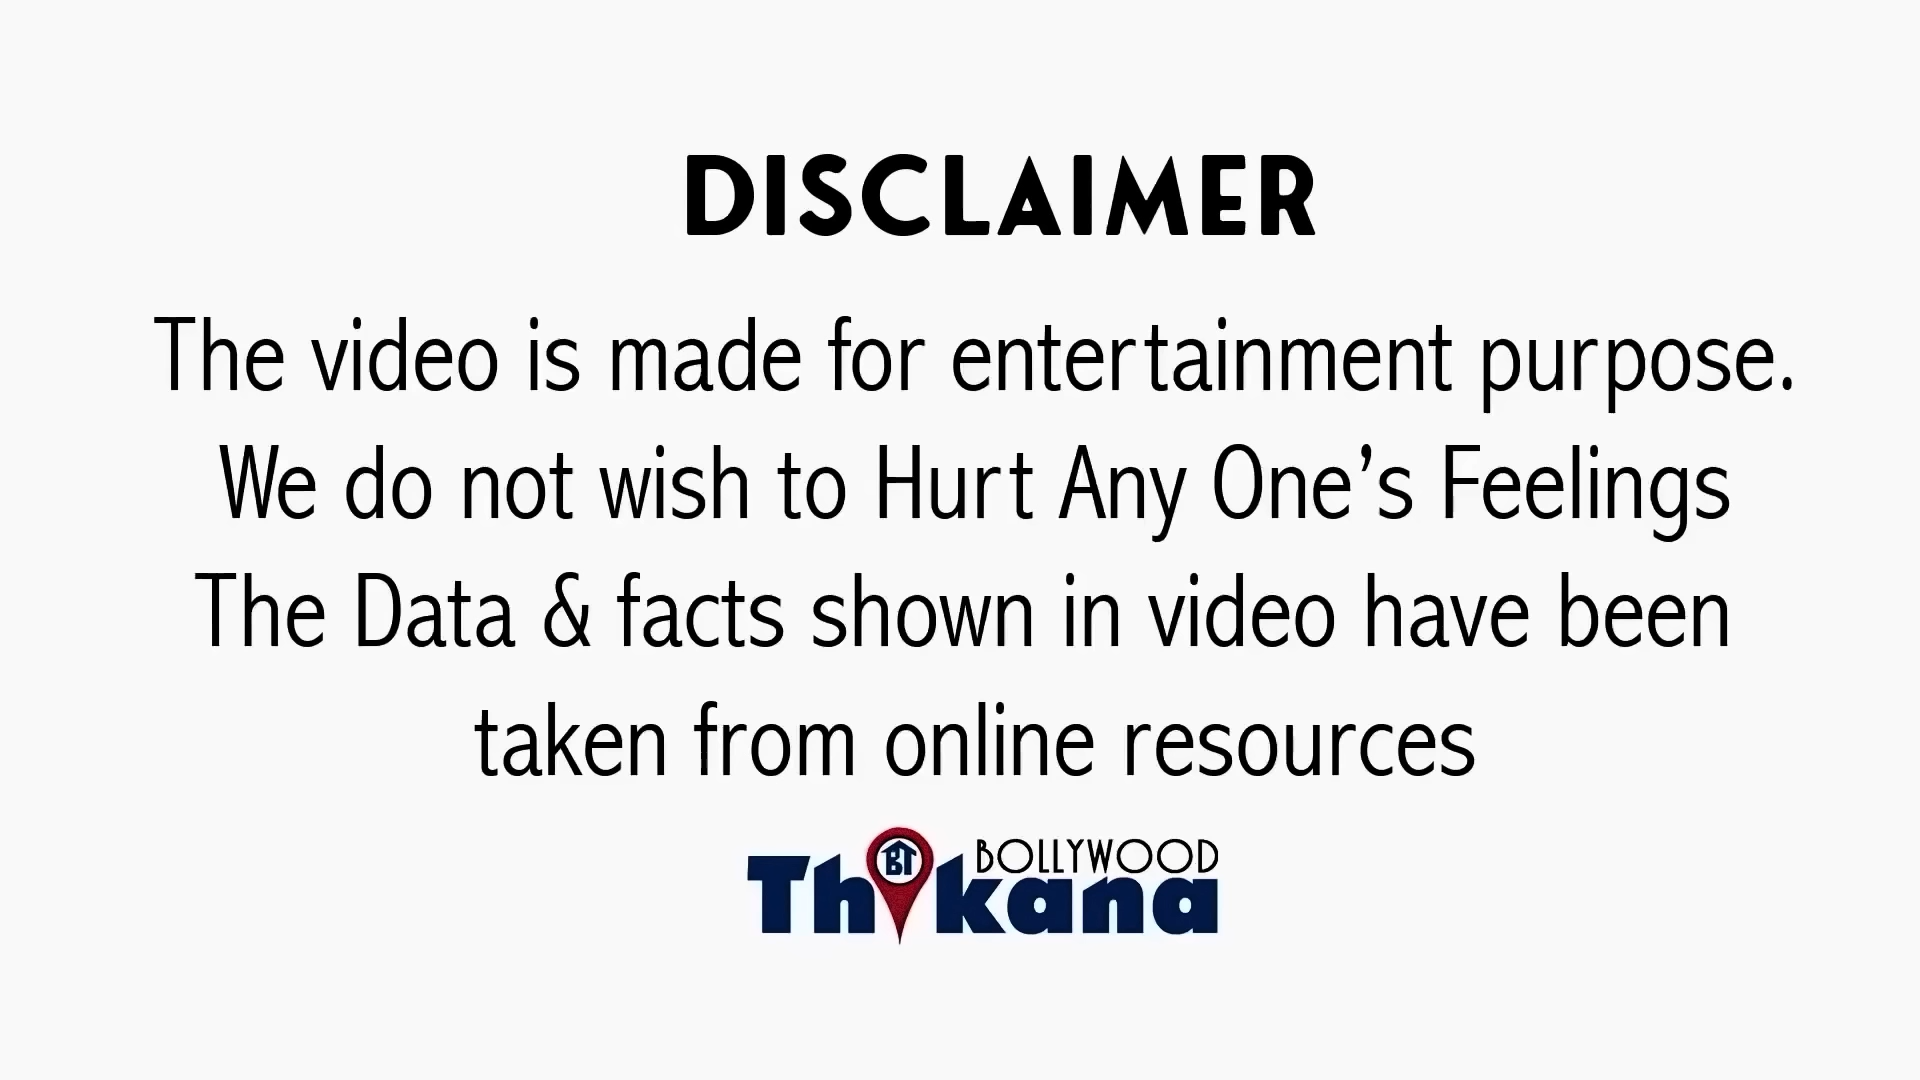 DISCLAIMER
The video is made for entertainment purpose.
We do not wish to Hurt Any One’s Feelings
The Data & facts shown in video have been
taken from online resources
BT
BOLLYWOOD
Thikana